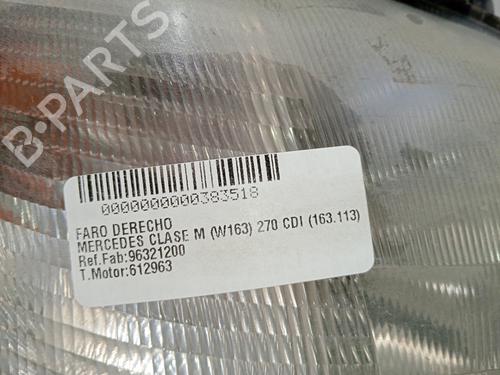 B-PARTS
0000000000383518
FARO DERECHO
MERCEDES CLASE M (W163) 270 CDI (163.113)
Ref.Fab:96321200
T.Motor:612963